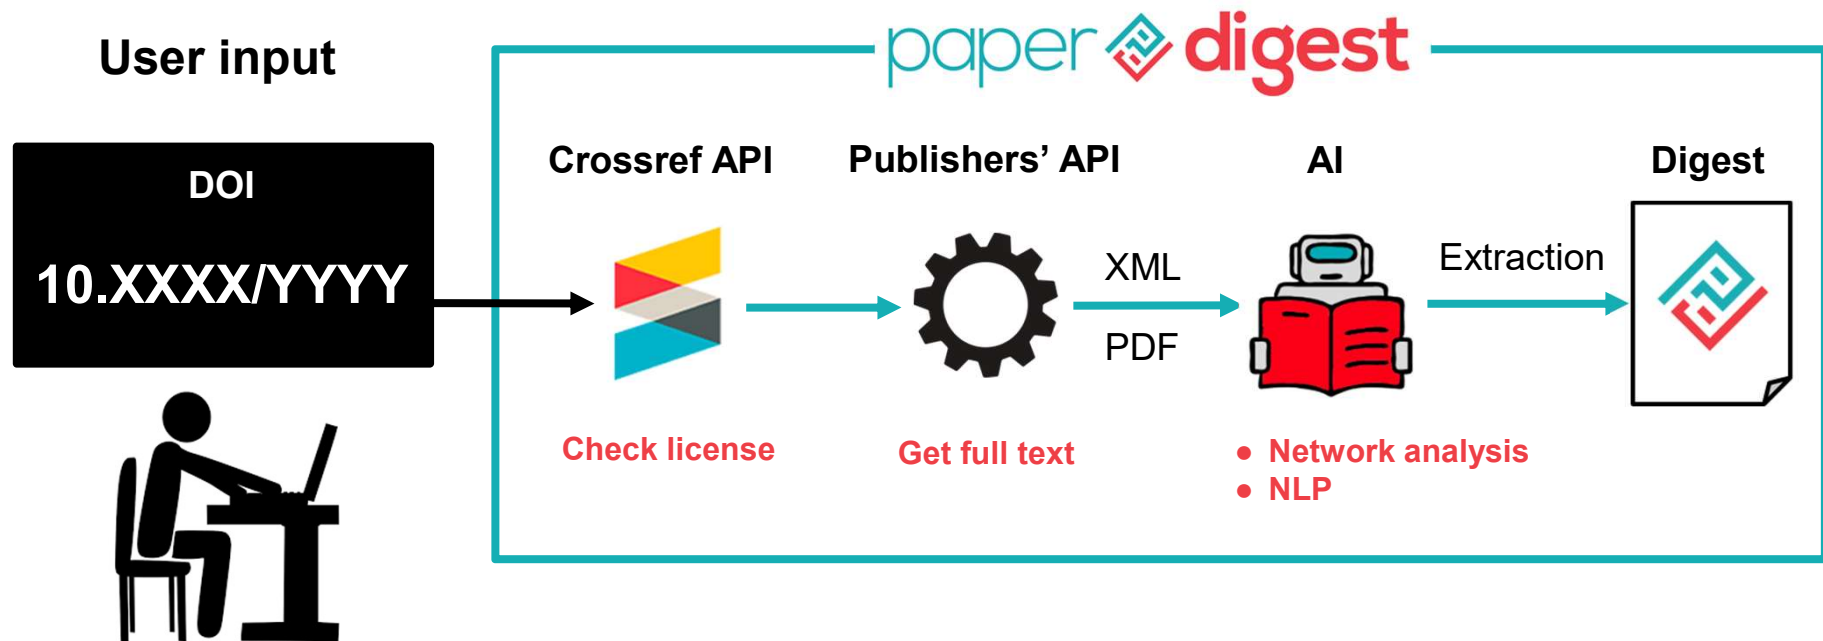 User input
paper digest
DOI
10.XXXX/YYYY
Crossref API
Publishers’ API
AI
Digest
XML
PDF
Extraction
Check license
Get full text
● Network analysis
● NLP